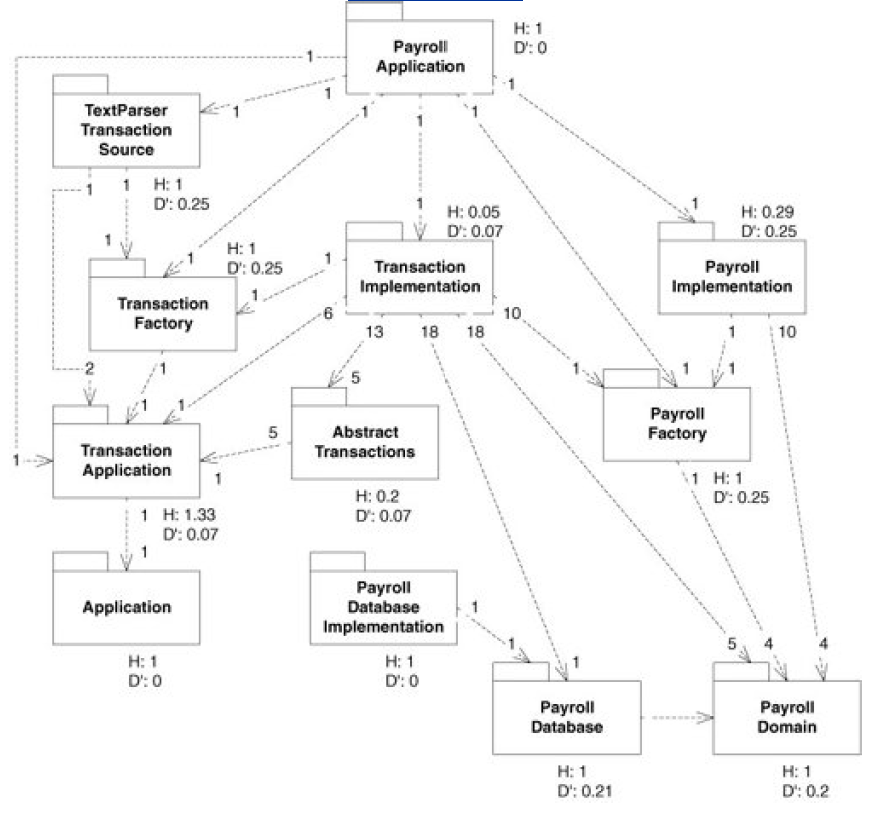 Payroll
Application
H: 1
D': 0
1
1
1
1
1
1
1
TextParser
Transaction
Source
1
1
H: 1
D': 0.25
1
1
1
H: 0.05
D': 0.07
H: 0.29
D': 0.25
H: 1
D': 0.25
1
1
Transaction
Implementation
Payroll
Implementation
Transaction
Factory
1
6
13
18
18
10
1
10
2
1
1
1
5
1
1
1
Transaction
Application
5
1
Abstract
Transactions
Payroll
Factory
1
1
H: 1.33
D': 0.07
H: 0.2
D': 0.07
1
H: 1
D': 0.25
1
Application
Payroll
Database
Implementation
1
H: 1
D': 0
H: 1
D': 0
1
1
5
4
4
Payroll
Database
Payroll
Domain
H: 1
D': 0.21
H: 1
D': 0.2